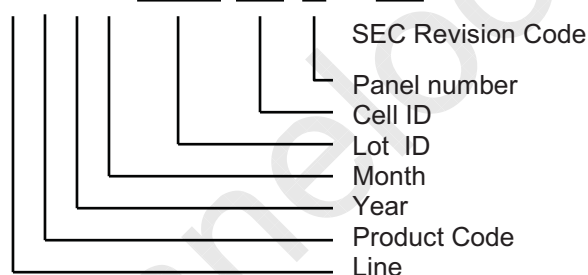 SEC Revision Code
Panel number
Cell ID
Lot ID
Month
Year
Product Code
Line